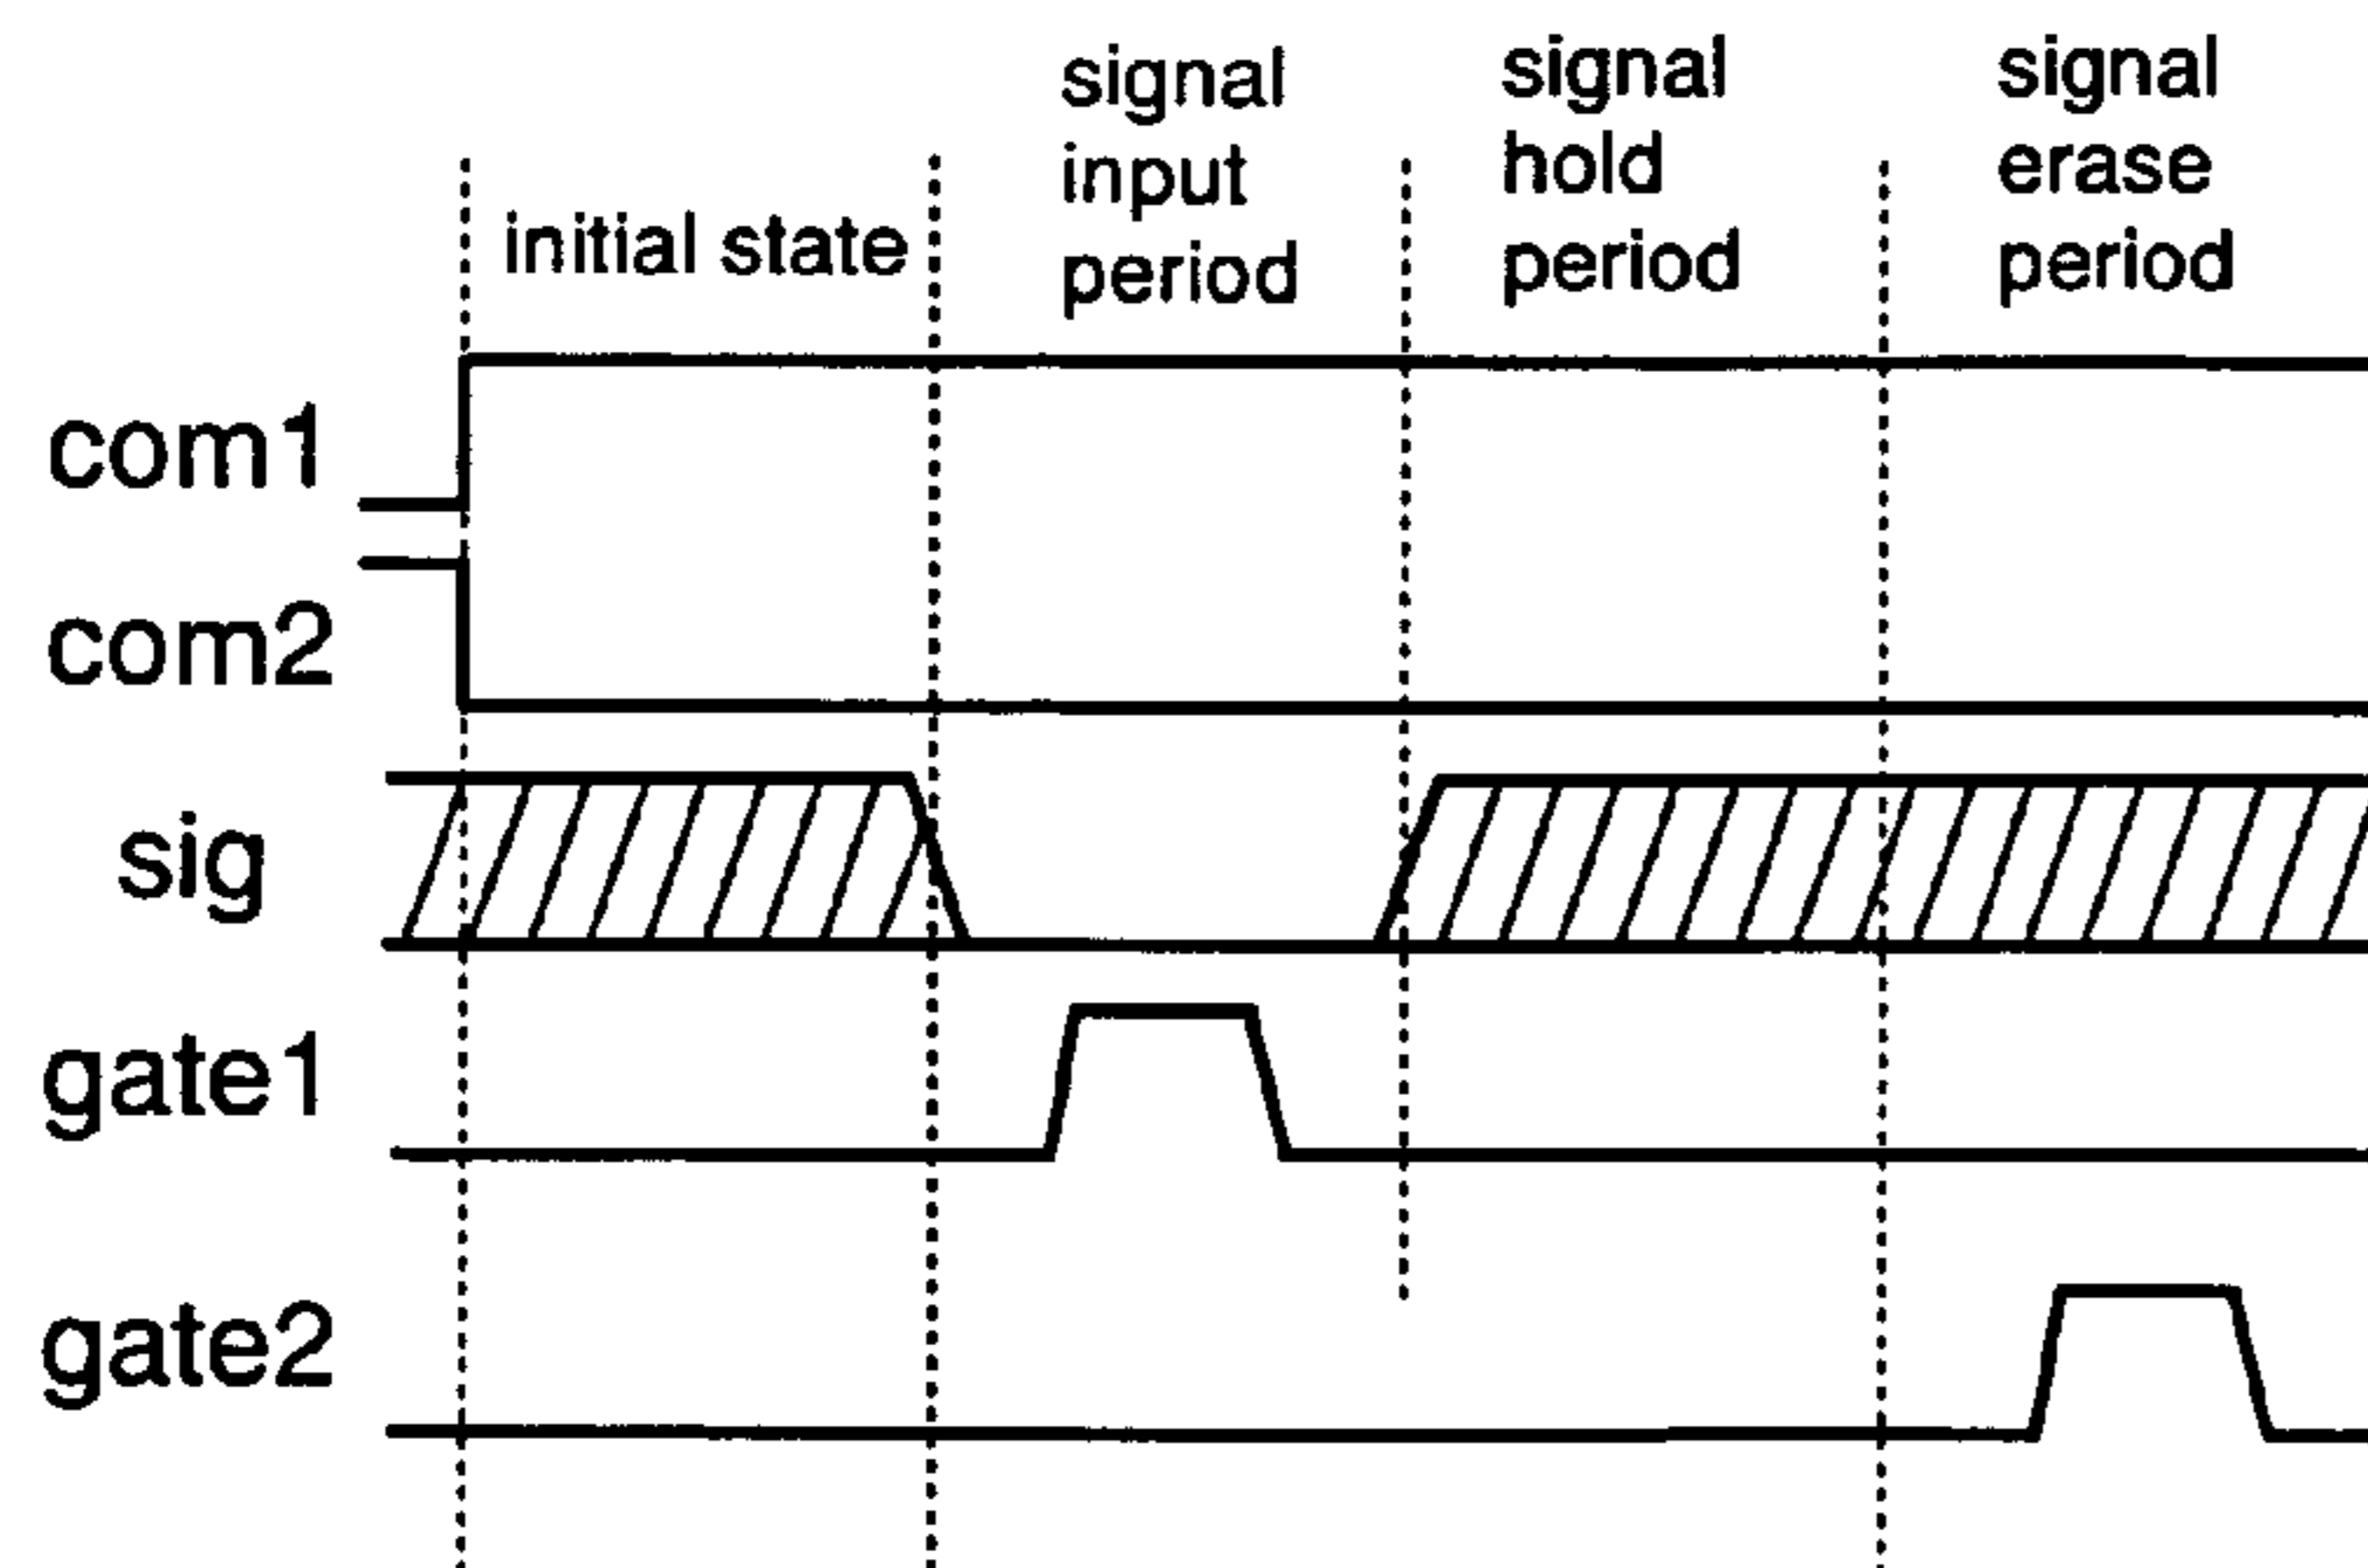 signal
input
period
signal
hold
period
signal
erase
period
initial state
com1
com2
sig
gate1
gate2